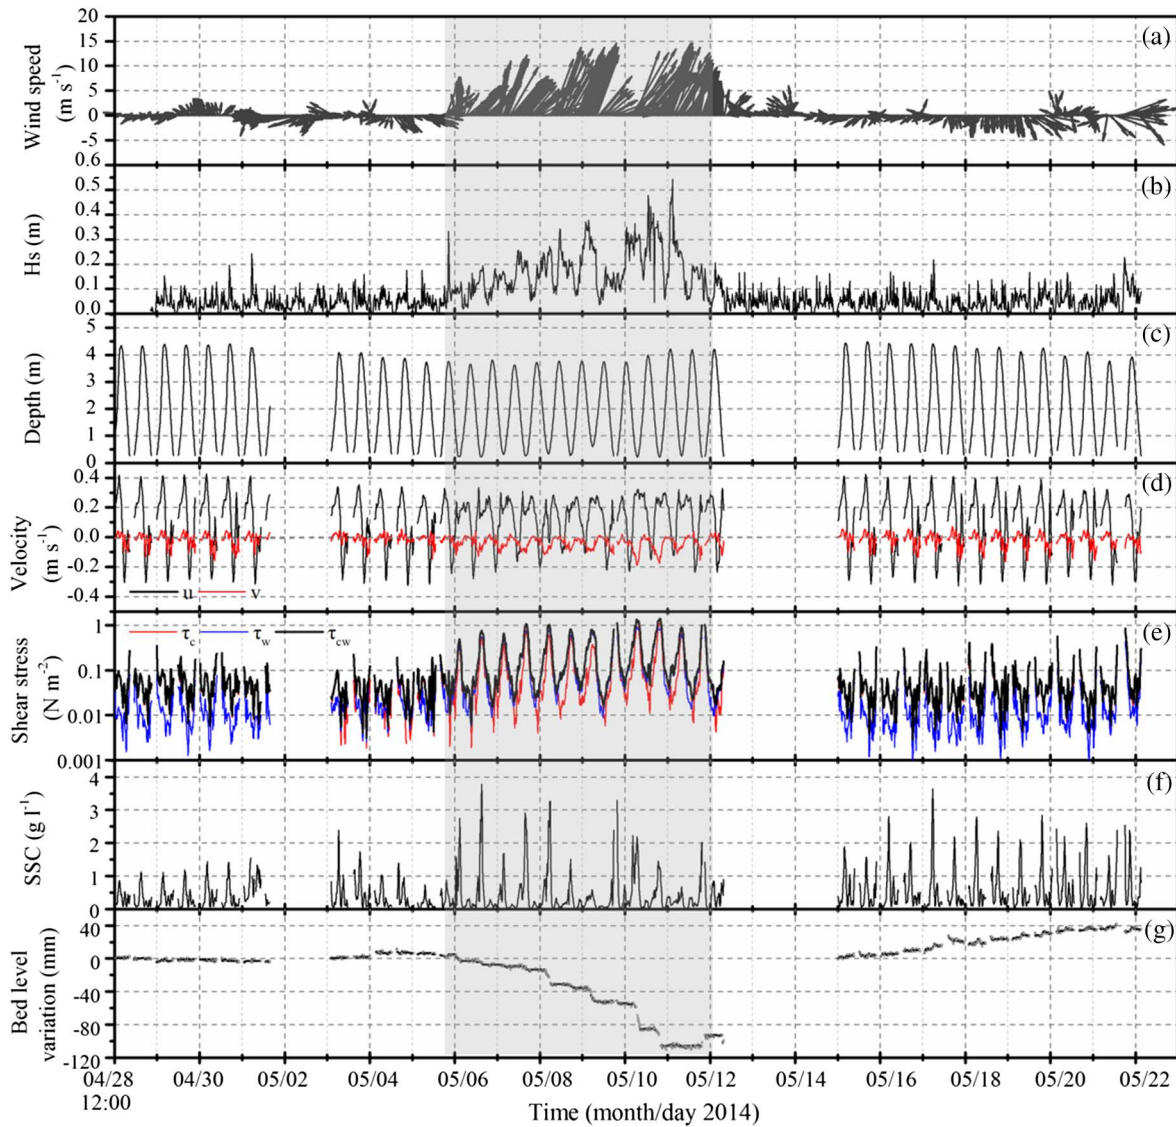 (a)
Wind speed
(m s⁻¹)
20
15
10
5
0
-5
0.6
(b)
Hs (m)
0.5
0.4
0.3
0.2
0.1
0.0
(c)
Depth (m)
5
4
3
2
1
0
(d)
Velocity
(m s⁻¹)
0.4
0.2
0.0
-0.2
-0.4
u v
(e)
Shear stress
(N m⁻²)
1
0.1
0.01
0.001
τc τw τcw
(f)
SSC (g l⁻¹)
4
3
2
1
0
(g)
Bed level
variation (mm)
40
0
-40
-80
-120
04/28 04/30 05/02 05/04 05/06 05/08 05/10 05/12 05/14 05/16 05/18 05/20 05/22
12:00
Time (month/day 2014)